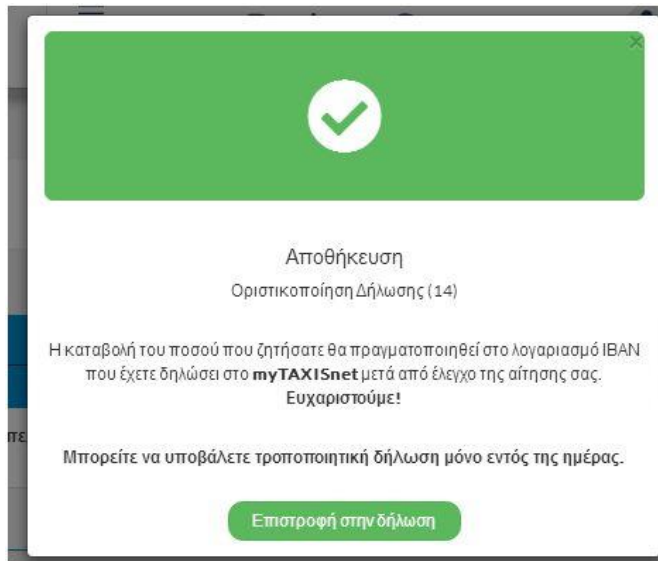 ×
Αποθήκευση
Οριστικοποίηση Δήλωσης (14)
Η καταβολή του ποσού που ζητήσατε θα πραγματοποιηθεί στο λογαριασμό IBAN
που έχετε δηλώσει στο myTAXISnet μετά από έλεγχο της αίτησης σας.
Ευχαριστούμε!
Μπορείτε να υποβάλετε τροποποιητική δήλωση μόνο εντός της ημέρας.
Επιστροφή στην δήλωση